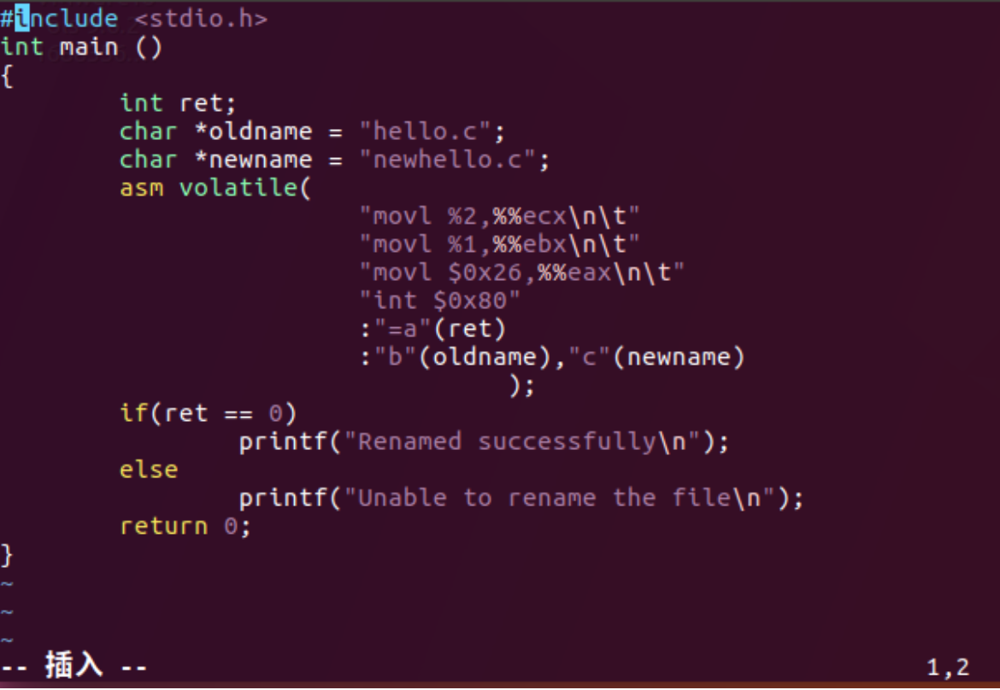 #include <stdio.h>
int main ()
{
        int ret;
        char *oldname = "hello.c";
        char *newname = "newhello.c";
        asm volatile(
                        "movl %2,%%ecx\n\t"
                        "movl %1,%%ebx\n\t"
                        "movl $0x26,%%eax\n\t"
                        "int $0x80"
                        :"=a"(ret)
                        :"b"(oldname),"c"(newname)
                                  );
        if(ret == 0)
                printf("Renamed successfully\n");
        else
                printf("Unable to rename the file\n");
        return 0;
}
~
~
~
-- 插入 -- 1,2